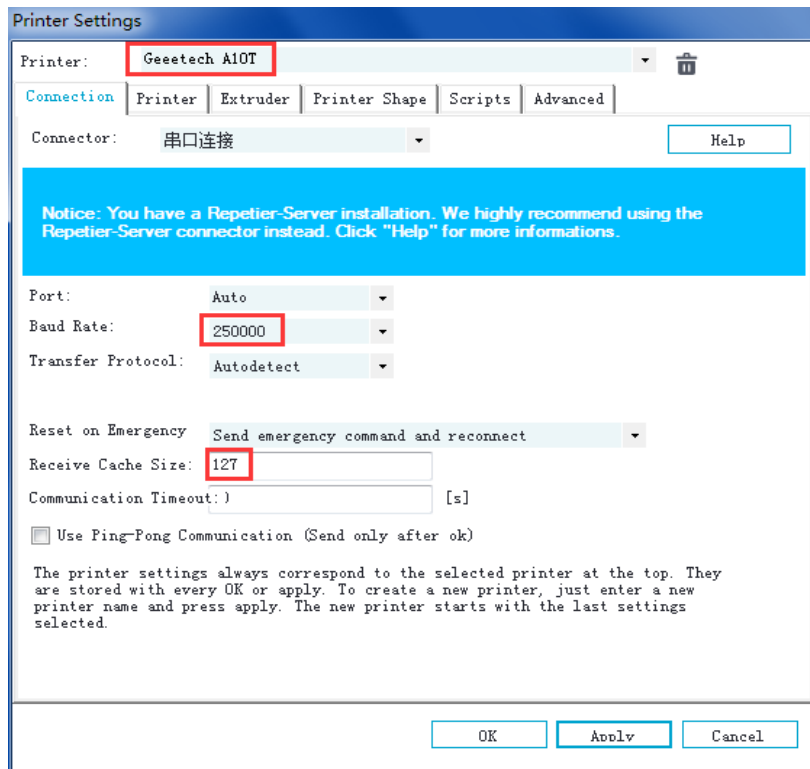 Printer Settings
Printer: Geeetech A10T
Connection Printer Extruder Printer Shape Scripts Advanced
Connector: 串口连接 Help
Notice: You have a Repetier-Server installation. We highly recommend using the
Repetier-Server connector instead. Click "Help" for more informations.
Port: Auto
Baud Rate: 250000
Transfer Protocol: Autodetect
Reset on Emergency Send emergency command and reconnect
Receive Cache Size: 127
Communication Timeout: ) [s]
Use Ping-Pong Communication (Send only after ok)
The printer settings always correspond to the selected printer at the top. They
are stored with every OK or apply. To create a new printer, just enter a new
printer name and press apply. The new printer starts with the last settings
selected.
OK Apply Cancel